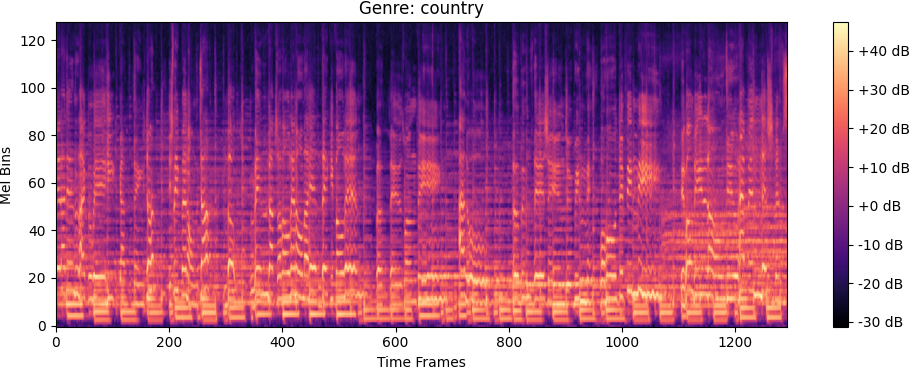 Genre: country
120
100
80
60
40
20
0
Mel Bins
0 200 400 600 800 1000 1200
Time Frames
+40 dB
+30 dB
+20 dB
+10 dB
+0 dB
-10 dB
-20 dB
-30 dB